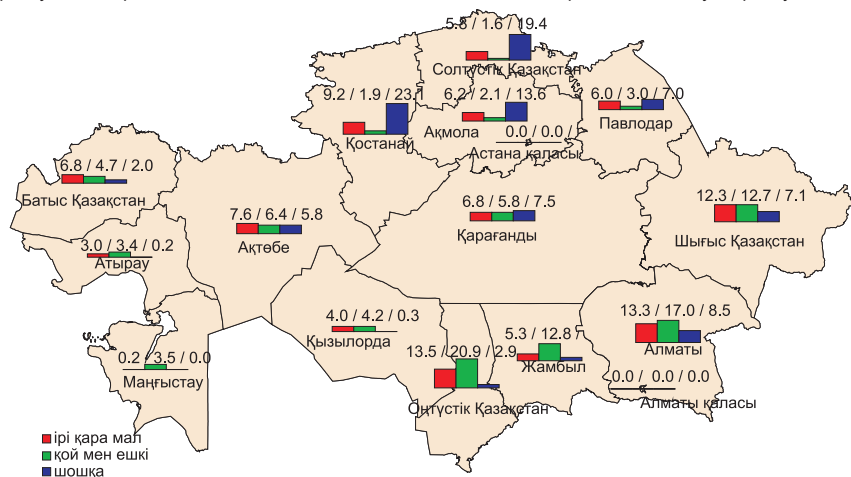 5.3 / 1.6 / 19.4
Солтүстік Қазақстан
9.2 / 1.9 / 23.1
Қостанай
6.2 / 2.1 / 13.6
Ақмола
0.0 / 0.0 /
Астана қаласы
6.0 / 3.0 / 7.0
Павлодар
6.8 / 4.7 / 2.0
Батыс Қазақстан
7.6 / 6.4 / 5.8
Ақтөбе
6.8 / 5.8 / 7.5
Қарағанды
12.3 / 12.7 / 7.1
Шығыс Қазақстан
3.0 / 3.4 / 0.2
Атырау
4.0 / 4.2 / 0.3
Қызылорда
13.3 / 17.0 / 8.5
Алматы
5.3 / 12.8 /
Жамбыл
13.5 / 20.9 / 2.9
Оңтүстік Қазақстан
0.2 / 3.5 / 0.0
Маңғыстау
0.0 / 0.0 / 0.0
Алматы қаласы
ірі қара мал
қой мен ешкі
шошка